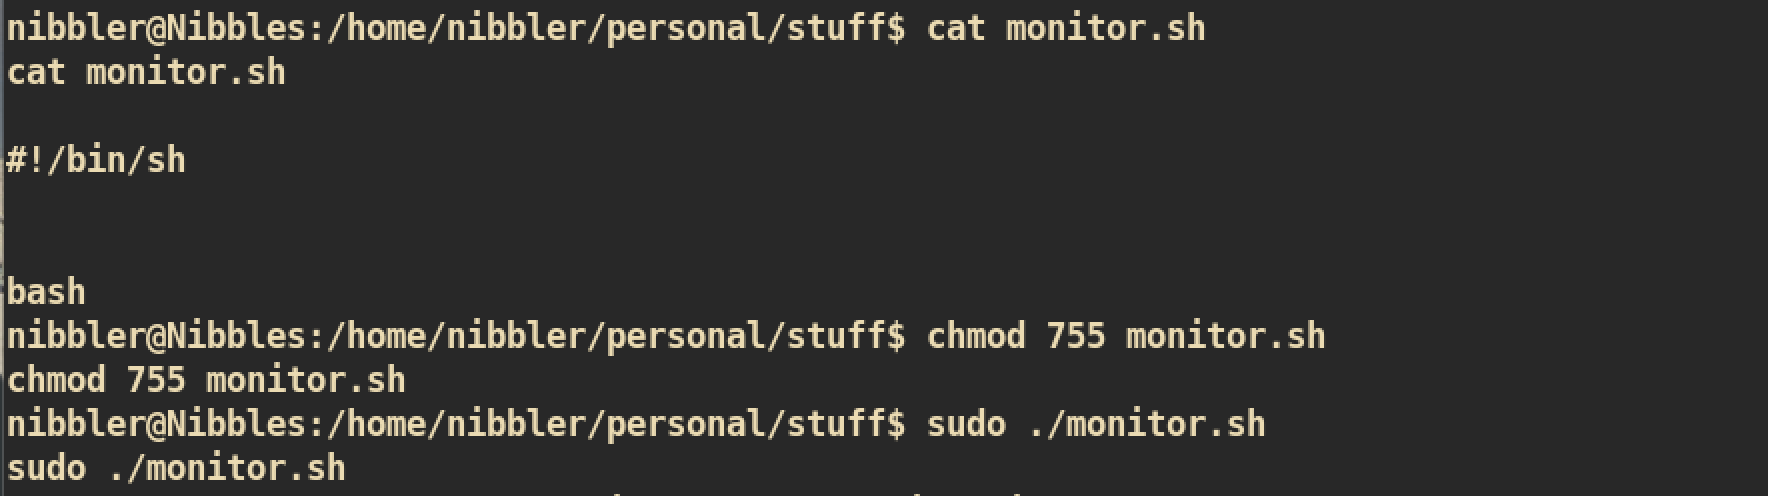 nibbler@Nibbles:/home/nibbler/personal/stuff$ cat monitor.sh
cat monitor.sh
#!/bin/sh
bash
nibbler@Nibbles:/home/nibbler/personal/stuff$ chmod 755 monitor.sh
chmod 755 monitor.sh
nibbler@Nibbles:/home/nibbler/personal/stuff$ sudo ./monitor.sh
sudo ./monitor.sh